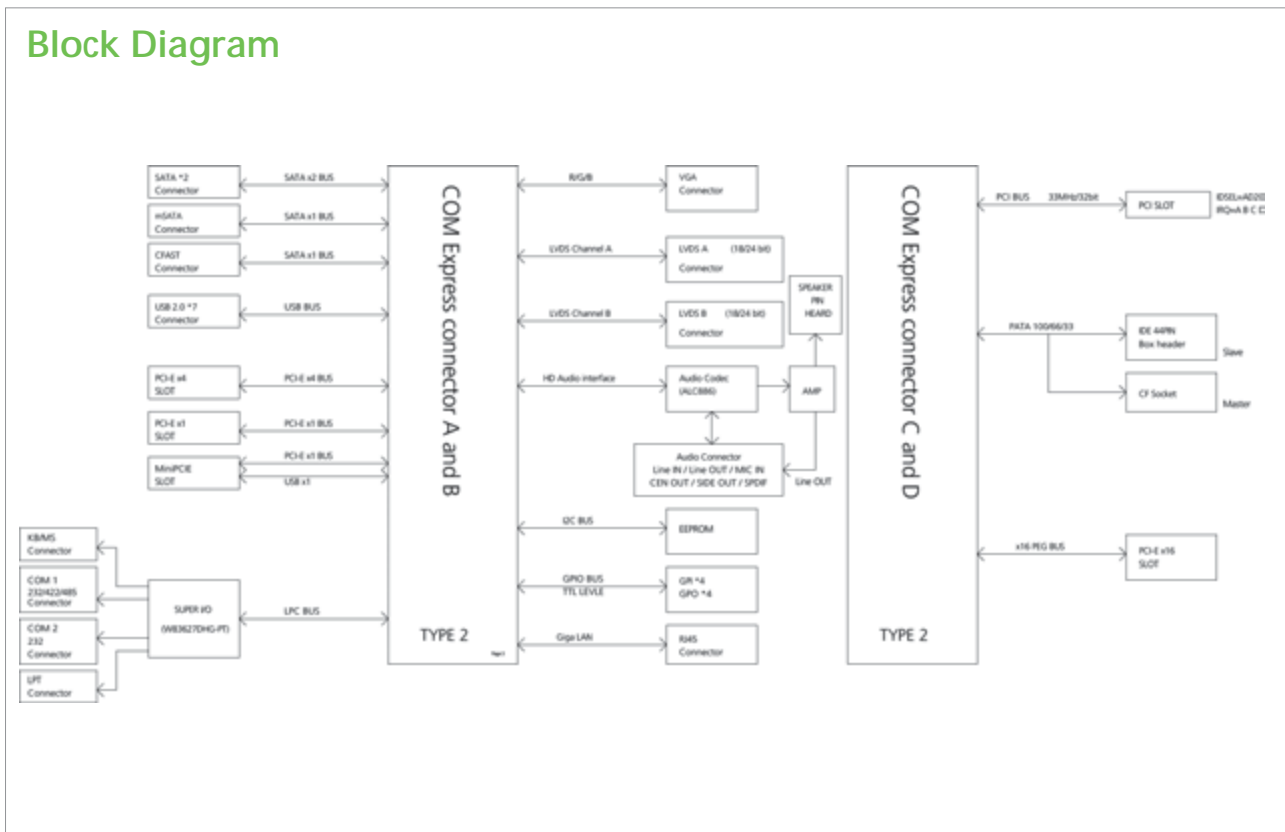 Block Diagram
SATA *2
Connector
SATA x2 BUS
mSATA
Connector
SATA x1 BUS
CFAST
Connector
SATA x1 BUS
USB 2.0 *7
Connector
USB BUS
PCI-E x4
SLOT
PCI-E x4 BUS
PCI-E x1
SLOT
PCI-E x1 BUS
MiniPCIE
SLOT
PCI-E x1 BUS
USB x1
KB/MS
Connector
COM 1
232/422/485
Connector
COM 2
232
Connector
LPT
Connector
SUPER I/O
(W83627DHG-PT)
LPC BUS
COM Express connector A and B
TYPE 2
R/G/B
VGA
Connector
LVDS Channel A
LVDS A (18/24 bit)
Connector
LVDS Channel B
LVDS B (18/24 bit)
Connector
SPEAKER
PIN
HEARD
HD Audio interface
Audio Codec
(ALC886)
AMP
Audio Connector
Line IN / Line OUT / MIC IN
CEN OUT / SIDE OUT / SPDIF
Line OUT
I2C BUS
EEPROM
GPIO BUS
TTL LEVLE
GPI *4
GPO *4
Giga LAN
RJ45
Connector
COM Express connector C and D
TYPE 2
PCI BUS 33MHz/32bit
PCI SLOT
PATA 100/66/33
IDE 44PIN
Box header
Slave
CF Socket
Master
x16 PEG BUS
PCI-E x16
SLOT